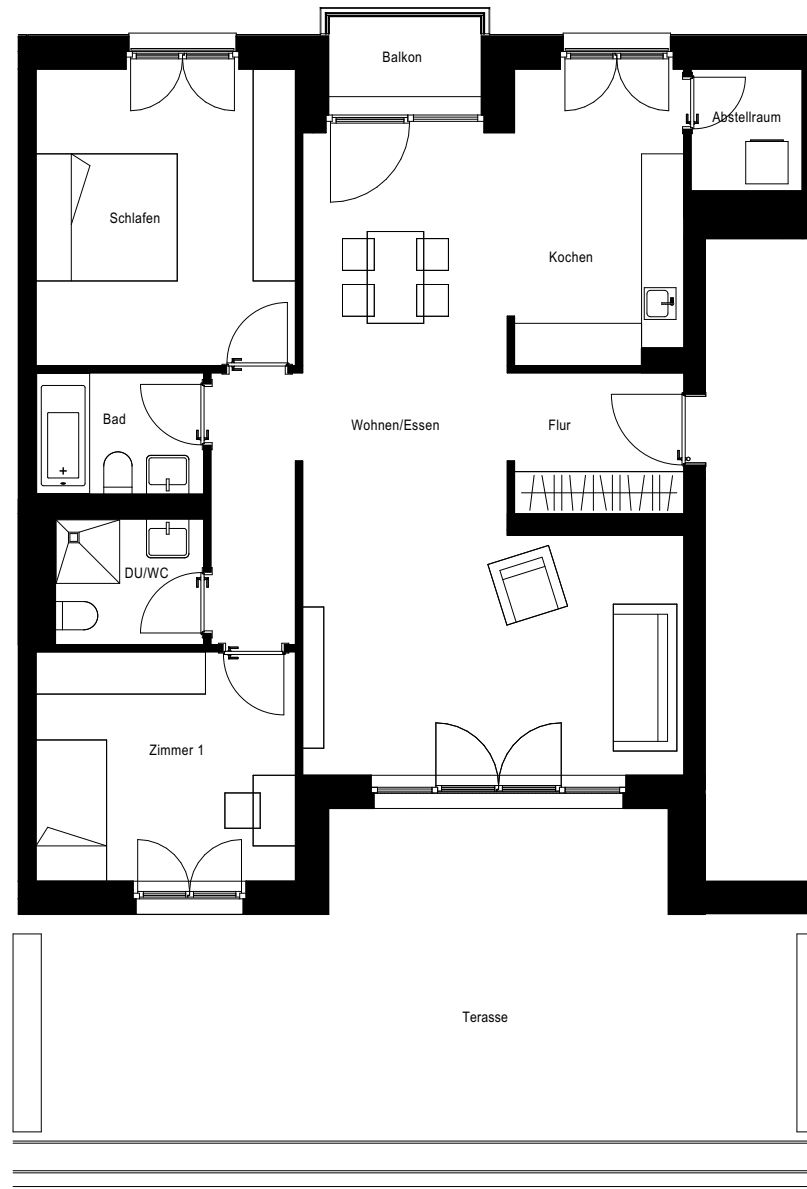 Balkon
Abstellraum
Schlafen
Kochen
Bad
Wohnen/Essen
Flur
DU/WC
Zimmer 1
Terasse